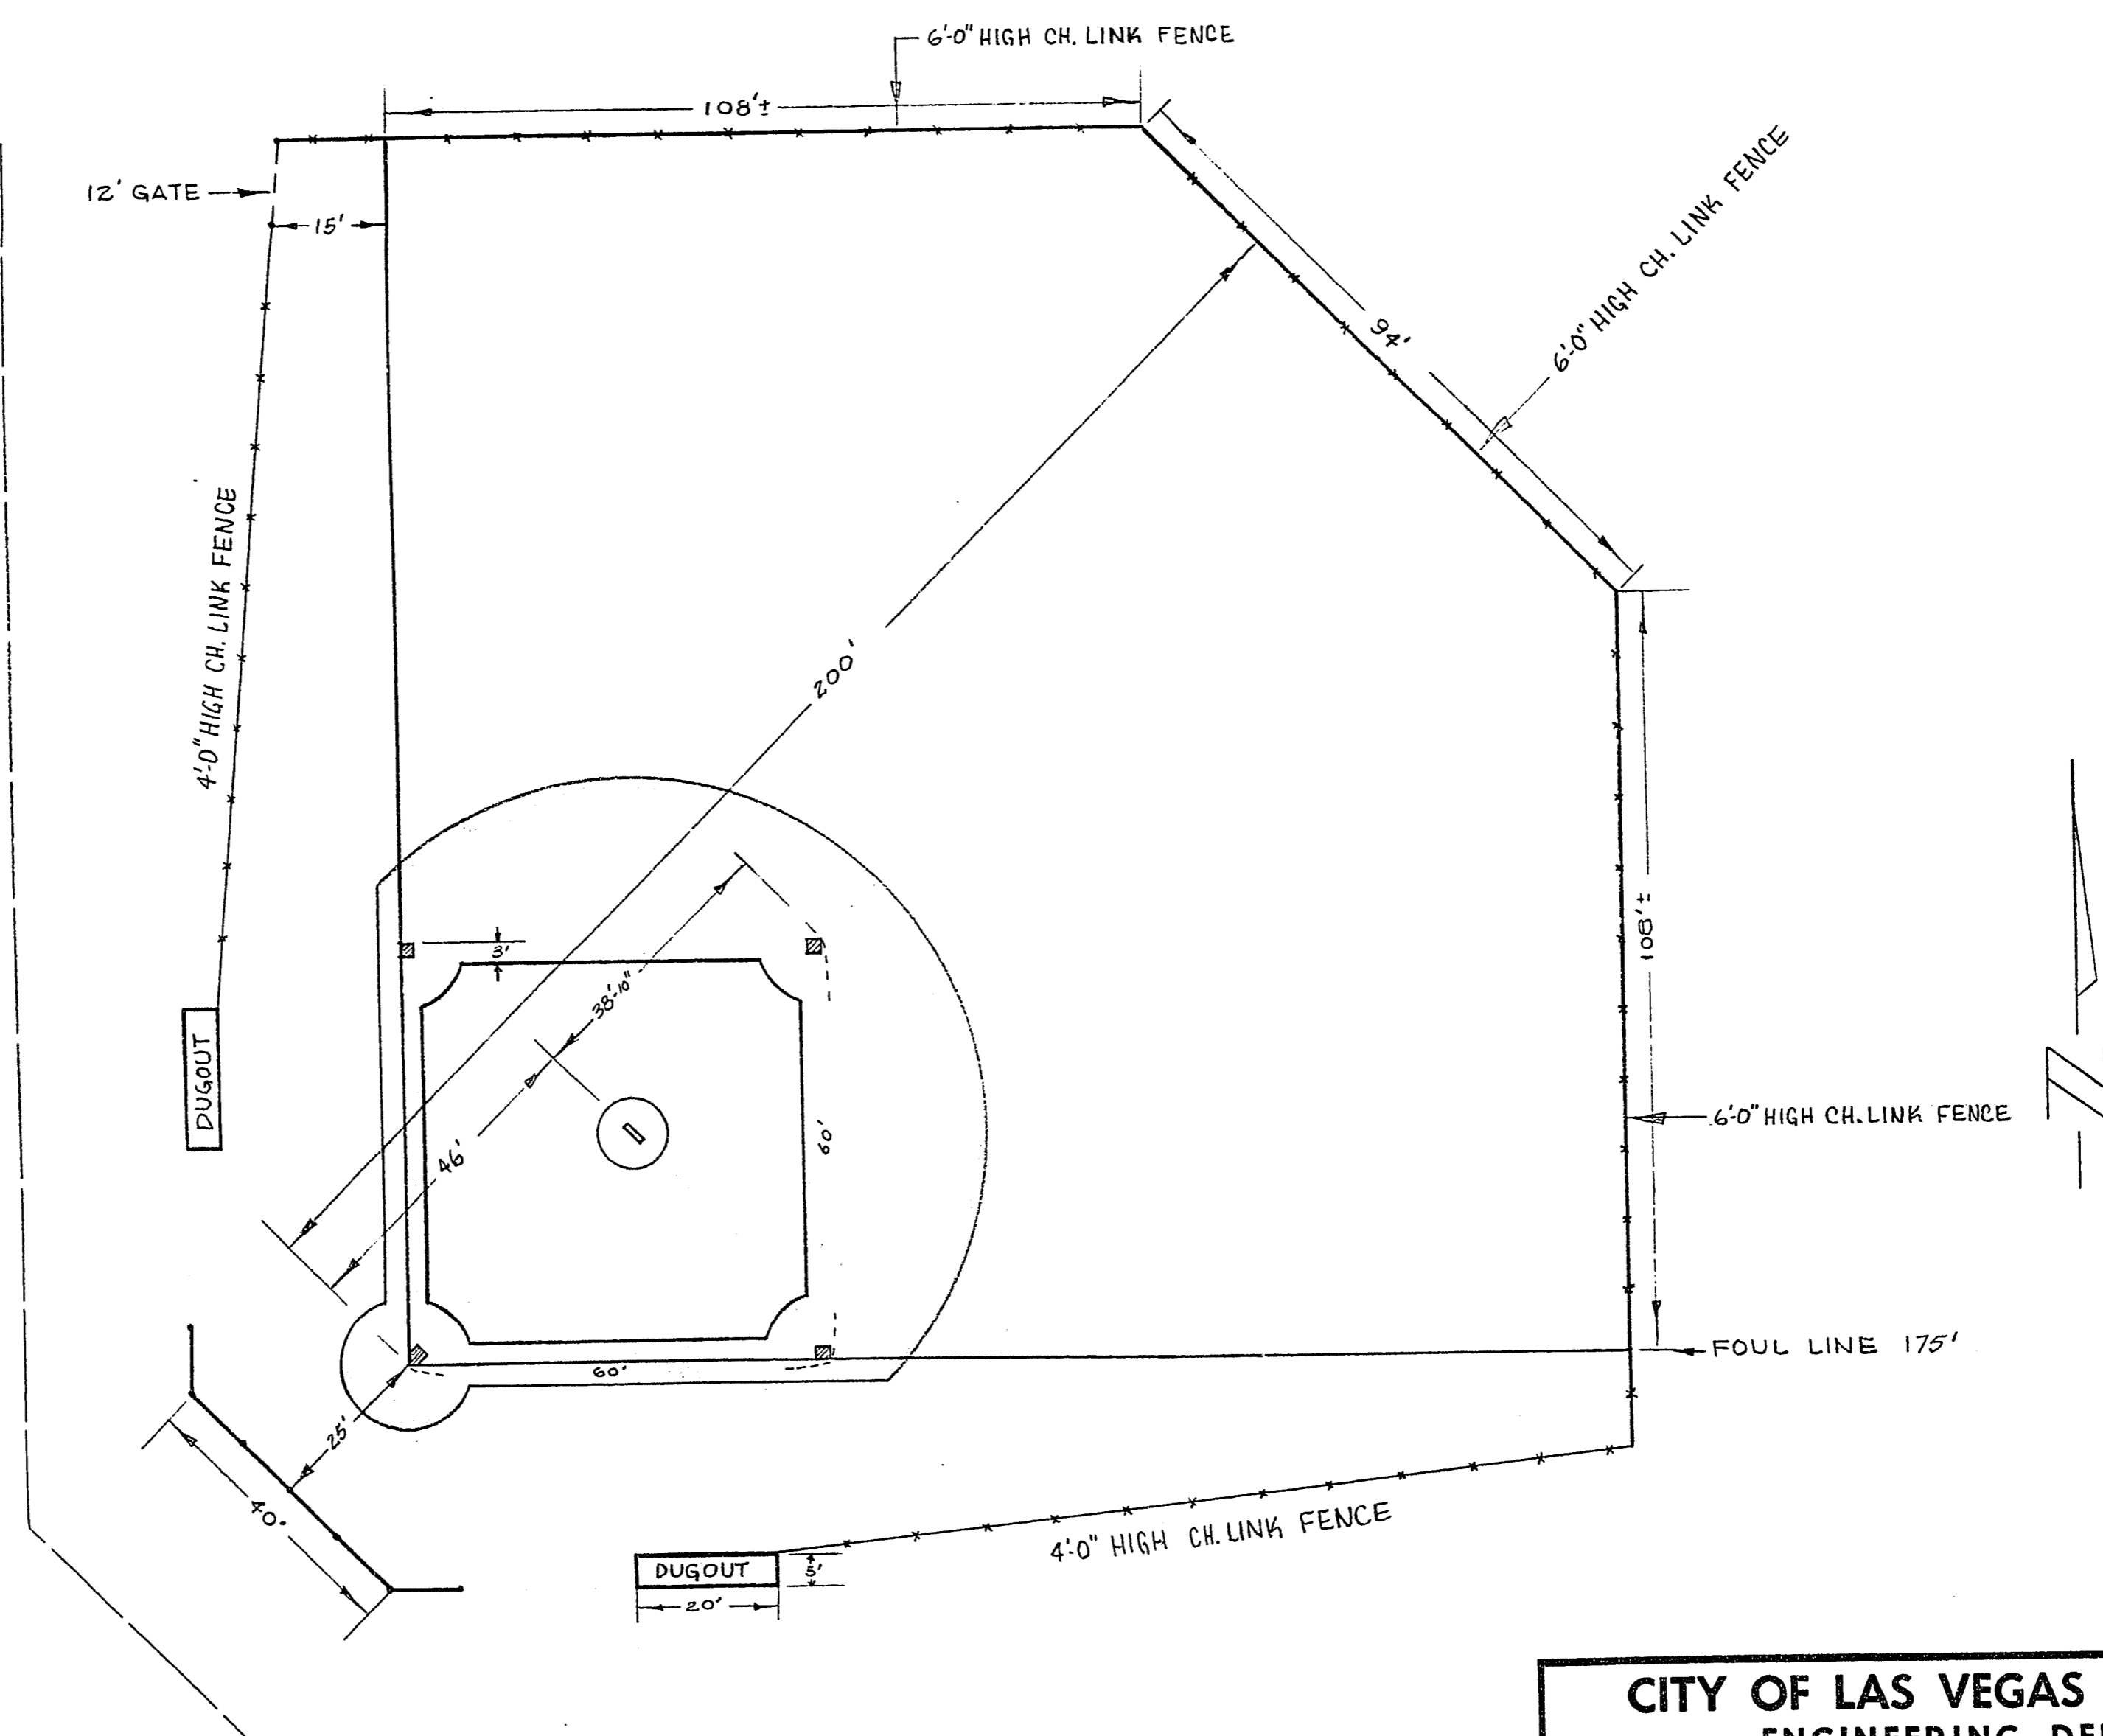 6'-0" HIGH CH. LINK FENCE
108'±
12' GATE
15'
94'
6'-0" HIGH CH. LINK FENCE
4'-0" HIGH CH. LINK FENCE
200'
3'
38'-10"
46'
60'
DUGOUT
108'±
6'-0" HIGH CH. LINK FENCE
60'
FOUL LINE 175'
25'
40'
4'-0" HIGH CH. LINK FENCE
DUGOUT
5'
20'
CITY OF LAS VEGAS